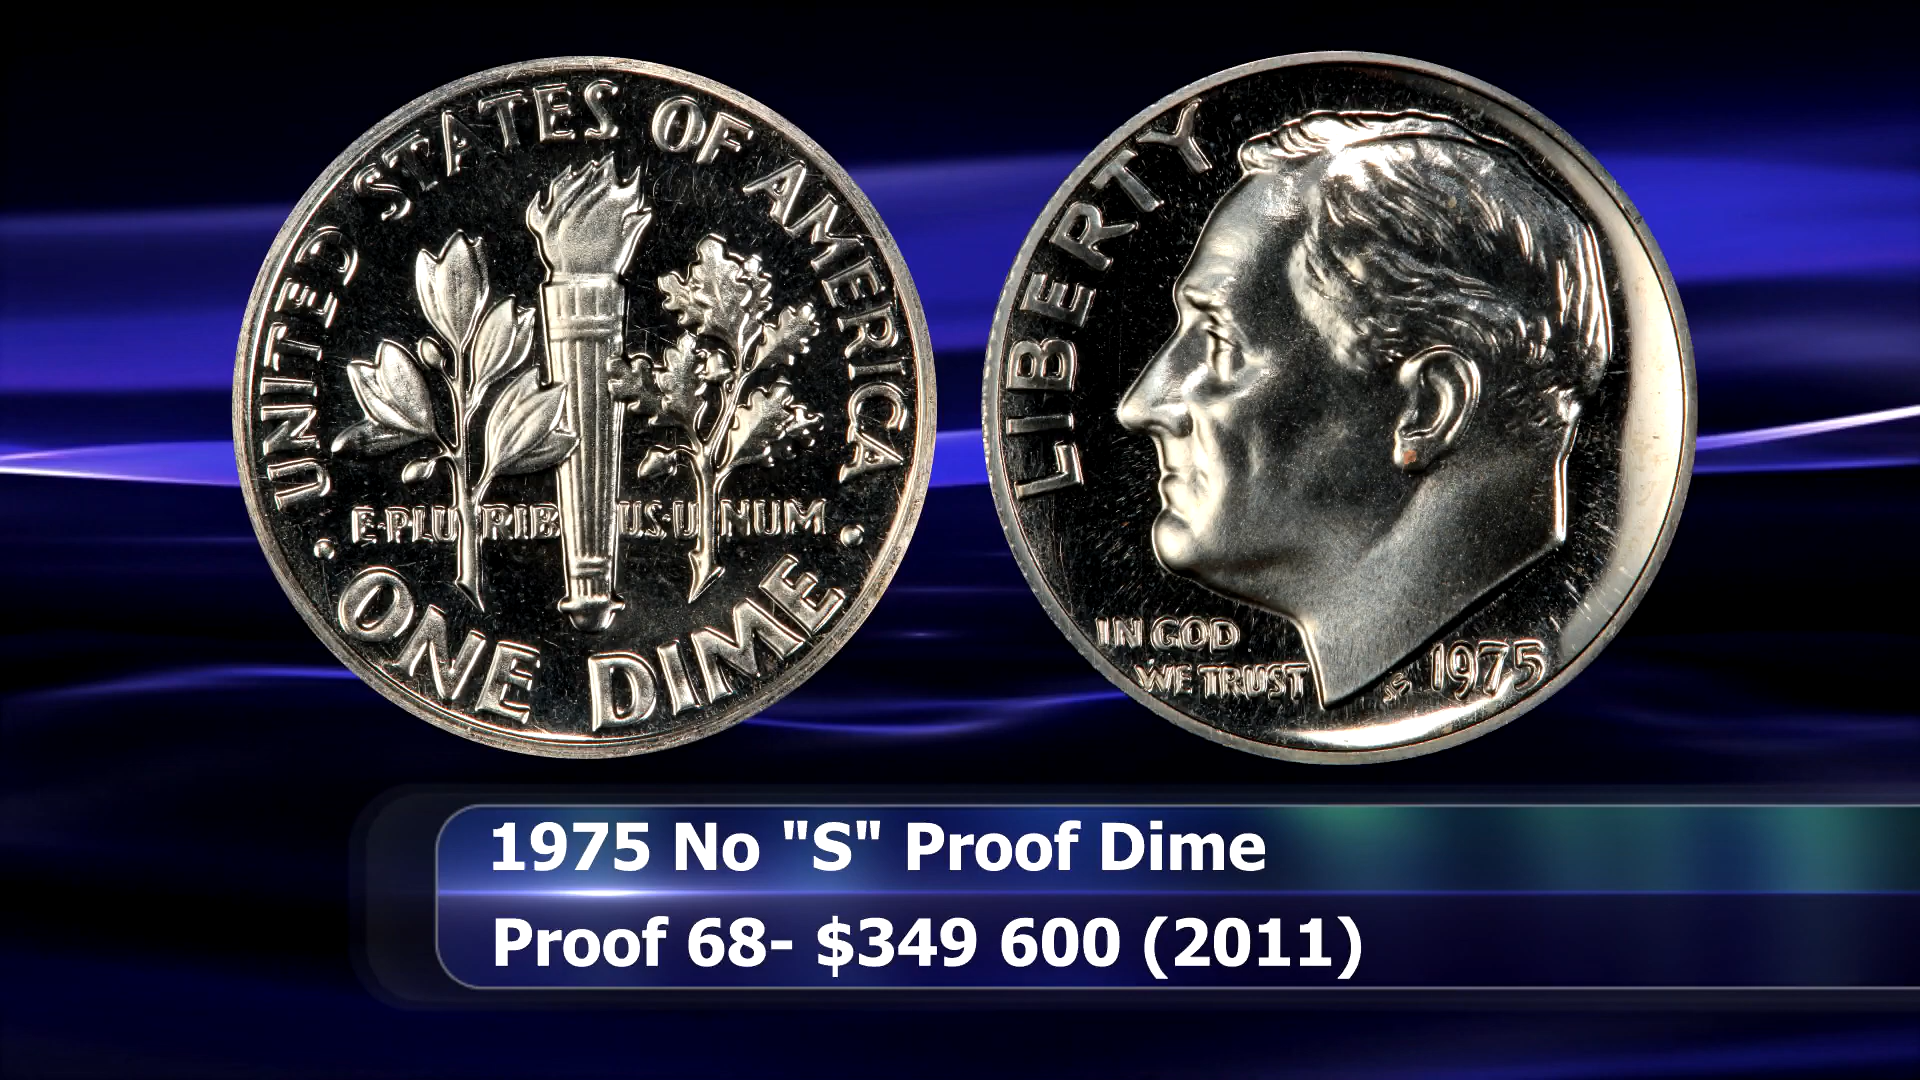 UNITED STATES OF AMERICA
E·PLURIBUS·UNUM
ONE DIME
LIBERTY
IN GOD
WE TRUST
JS 1975
1975 No "S" Proof Dime
Proof 68- $349 600 (2011)